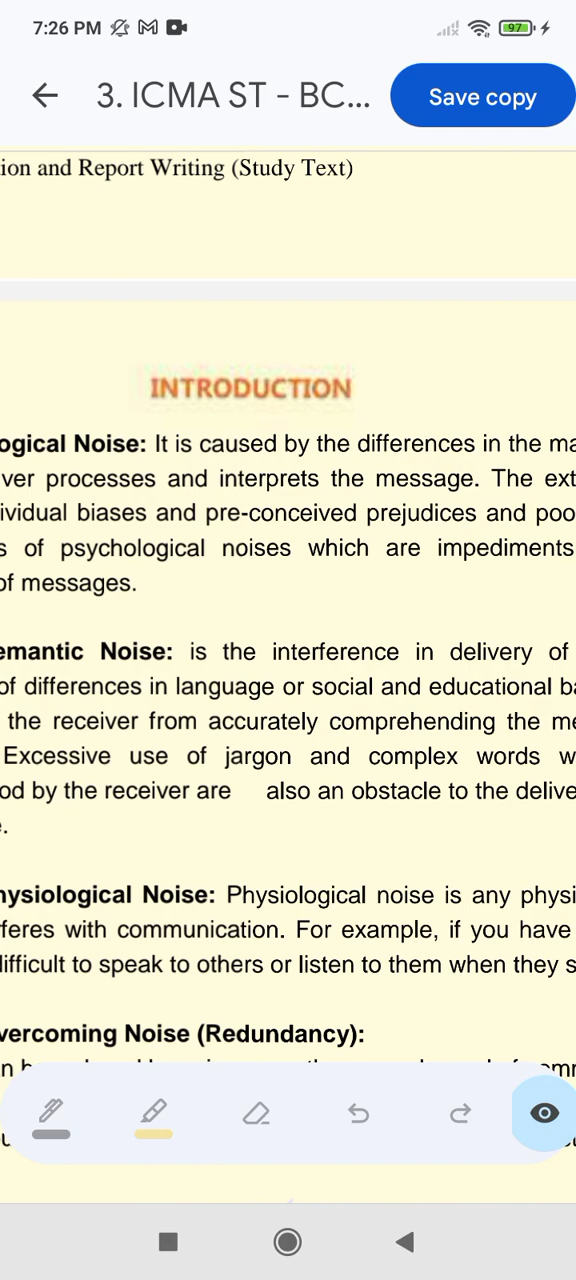 7:26 PM
97
3. ICMA ST - BC...
Save copy
ion and Report Writing (Study Text)
INTRODUCTION
ogical Noise: It is caused by the differences in the ma
ver processes and interprets the message. The ext
ividual biases and pre-conceived prejudices and poo
s of psychological noises which are impediments
of messages.
emantic Noise: is the interference in delivery of
of differences in language or social and educational ba
the receiver from accurately comprehending the me
Excessive use of jargon and complex words w
od by the receiver are also an obstacle to the delive
e.
hysiological Noise: Physiological noise is any physi
feres with communication. For example, if you have
ifficult to speak to others or listen to them when they s
vercoming Noise (Redundancy):